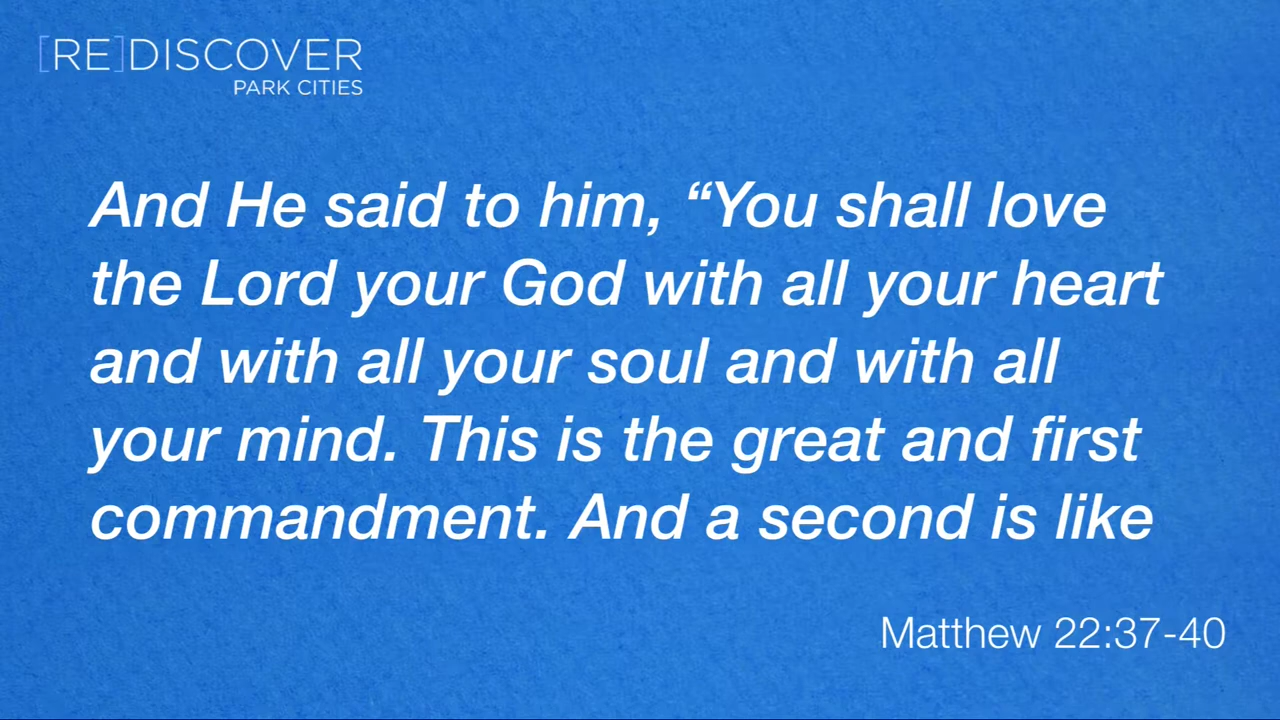 [RE]DISCOVER
PARK CITIES
And He said to him, “You shall love
the Lord your God with all your heart
and with all your soul and with all
your mind. This is the great and first
commandment. And a second is like
Matthew 22:37-40